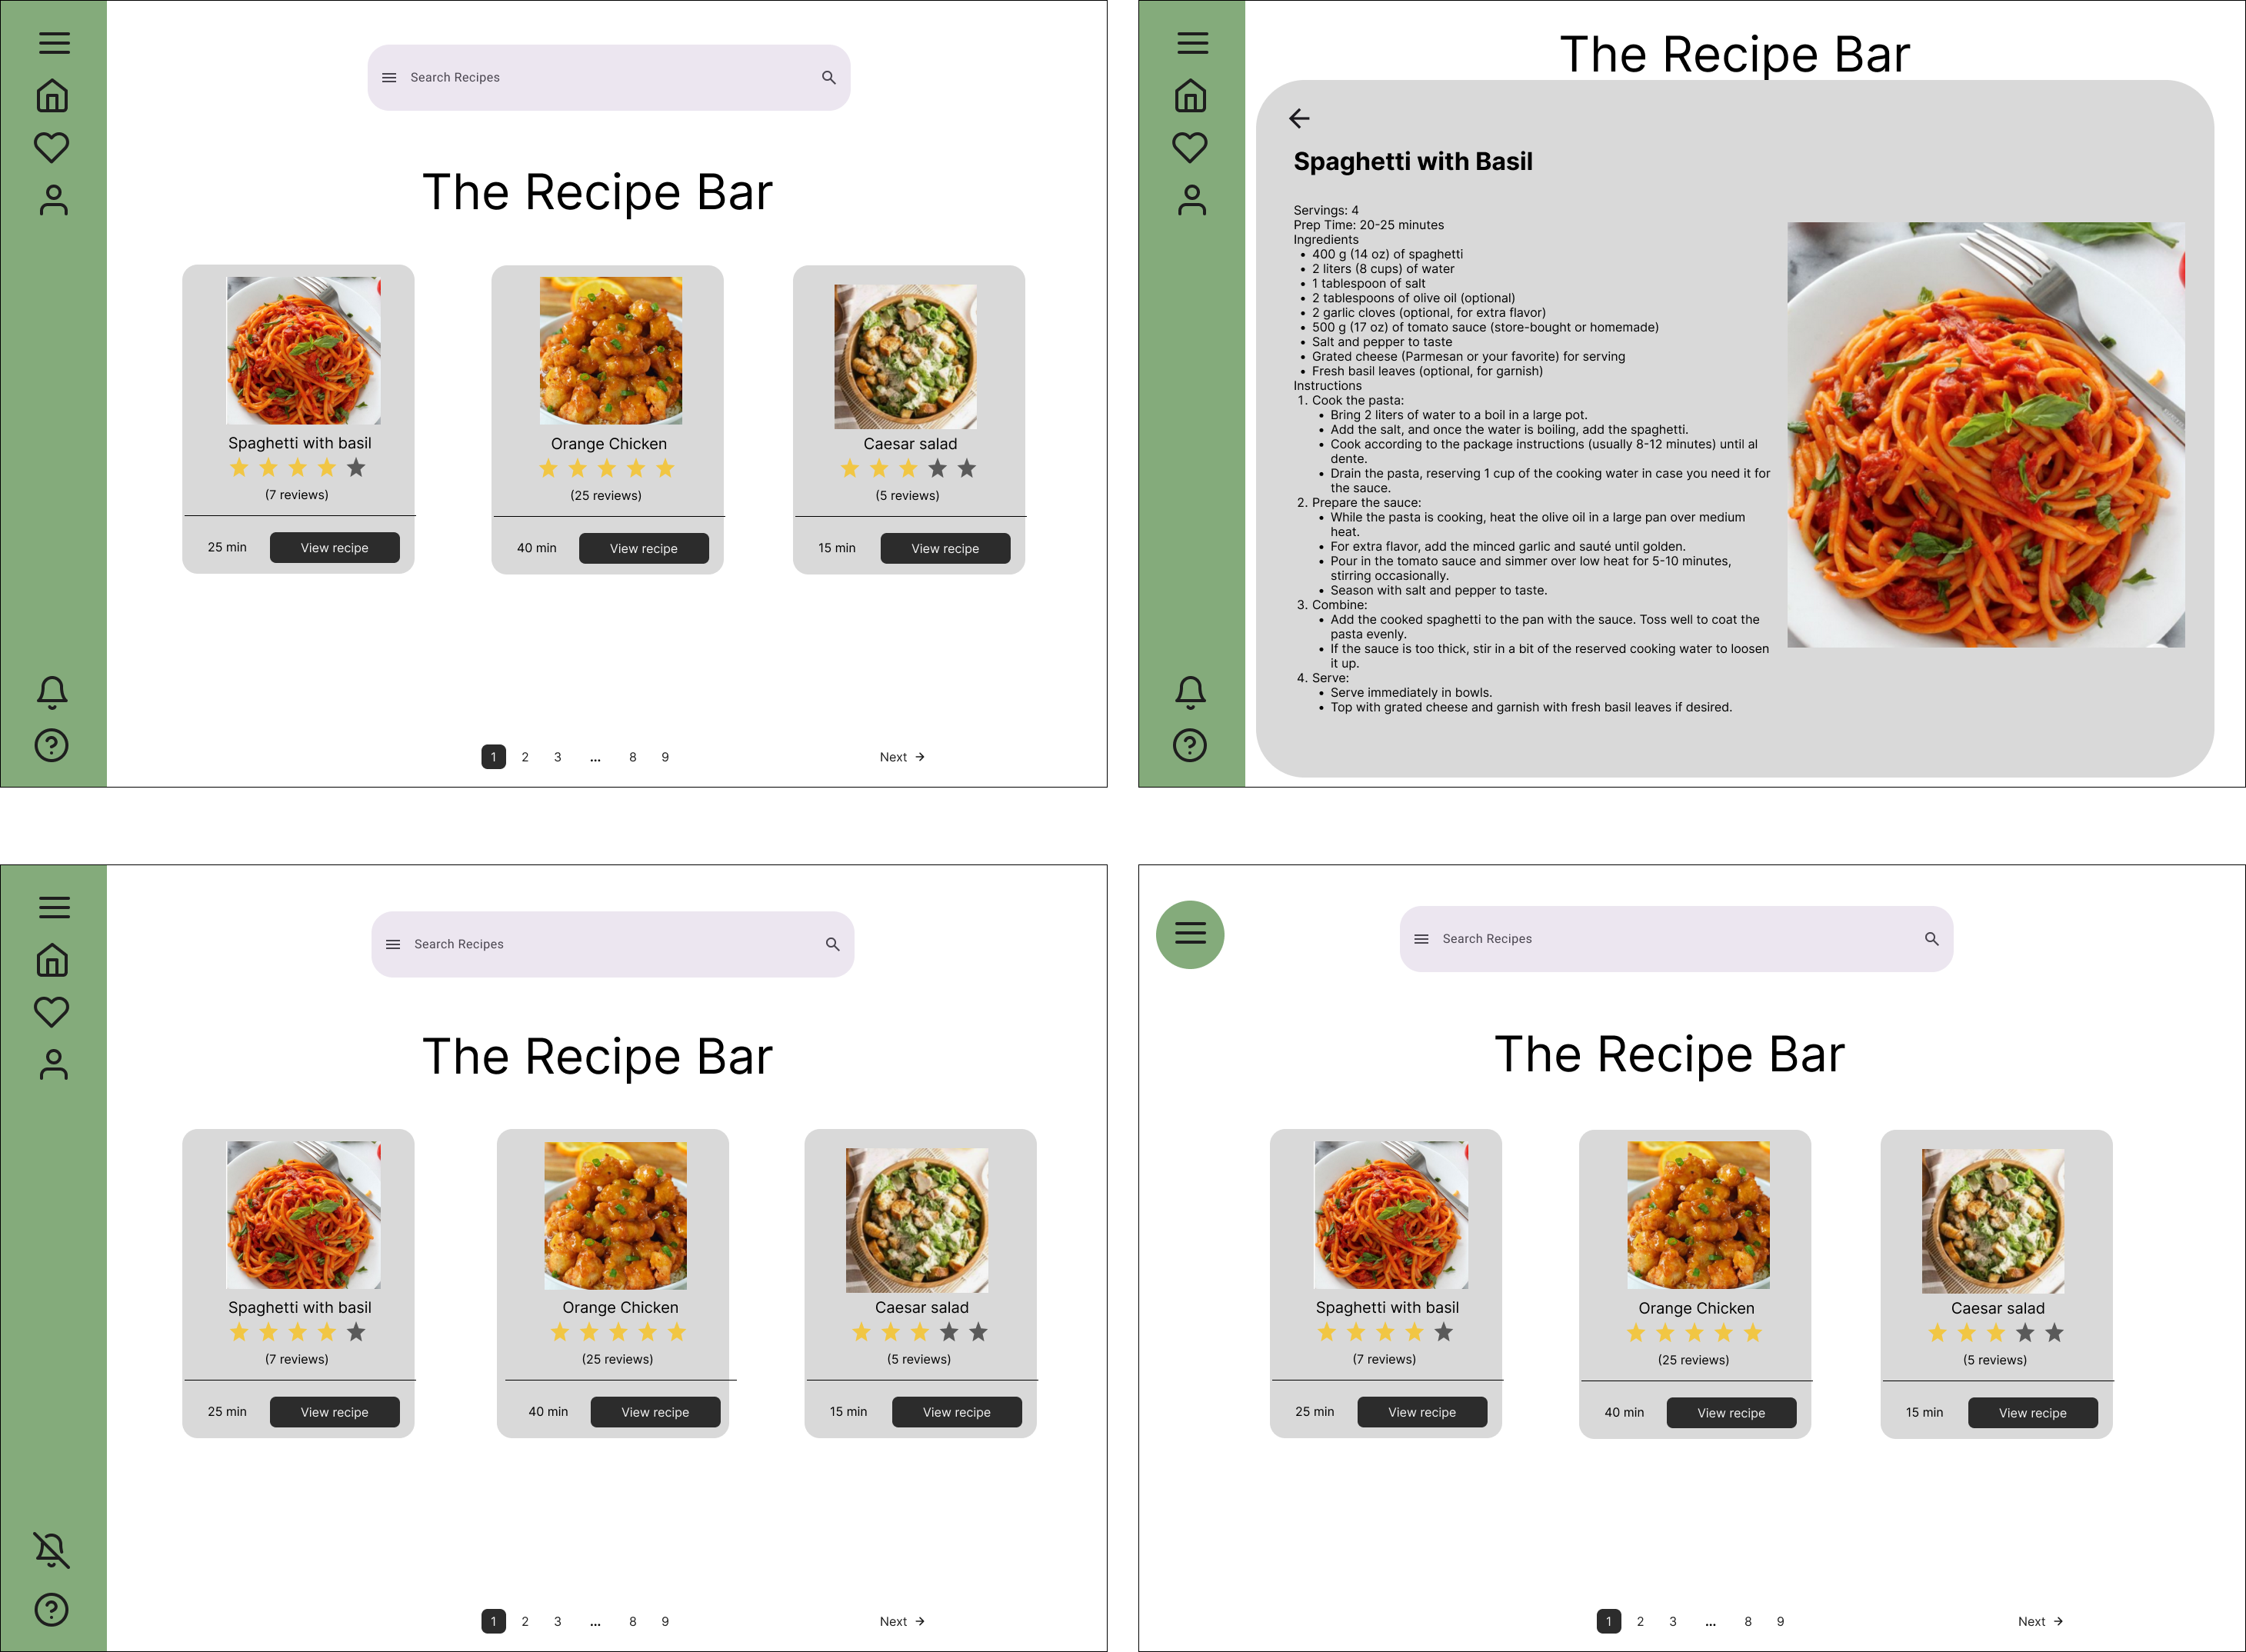 Search Recipes
The Recipe Bar
Spaghetti with basil
(7 reviews)
25 min
View recipe
Orange Chicken
(25 reviews)
40 min
View recipe
Caesar salad
(5 reviews)
15 min
View recipe
1 2 3 ... 8 9
Next →
The Recipe Bar
Spaghetti with Basil
Servings: 4
Prep Time: 20-25 minutes
Ingredients
• 400 g (14 oz) of spaghetti
• 2 liters (8 cups) of water
• 1 tablespoon of salt
• 2 tablespoons of olive oil (optional)
• 2 garlic cloves (optional, for extra flavor)
• 500 g (17 oz) of tomato sauce (store-bought or homemade)
• Salt and pepper to taste
• Grated cheese (Parmesan or your favorite) for serving
• Fresh basil leaves (optional, for garnish)
Instructions
1. Cook the pasta:
• Bring 2 liters of water to a boil in a large pot.
• Add the salt, and once the water is boiling, add the spaghetti.
• Cook according to the package instructions (usually 8-12 minutes) until al
dente.
• Drain the pasta, reserving 1 cup of the cooking water in case you need it for
the sauce.
2. Prepare the sauce:
• While the pasta is cooking, heat the olive oil in a large pan over medium
heat.
• For extra flavor, add the minced garlic and sauté until golden.
• Pour in the tomato sauce and simmer over low heat for 5-10 minutes,
stirring occasionally.
• Season with salt and pepper to taste.
3. Combine:
• Add the cooked spaghetti to the pan with the sauce. Toss well to coat the
pasta evenly.
• If the sauce is too thick, stir in a bit of the reserved cooking water to loosen
it up.
4. Serve:
• Serve immediately in bowls.
• Top with grated cheese and garnish with fresh basil leaves if desired.
Search Recipes
The Recipe Bar
Spaghetti with basil
(7 reviews)
25 min
View recipe
Orange Chicken
(25 reviews)
40 min
View recipe
Caesar salad
(5 reviews)
15 min
View recipe
1 2 3 ... 8 9
Next →
Search Recipes
The Recipe Bar
Spaghetti with basil
(7 reviews)
25 min
View recipe
Orange Chicken
(25 reviews)
40 min
View recipe
Caesar salad
(5 reviews)
15 min
View recipe
1 2 3 ... 8 9
Next →